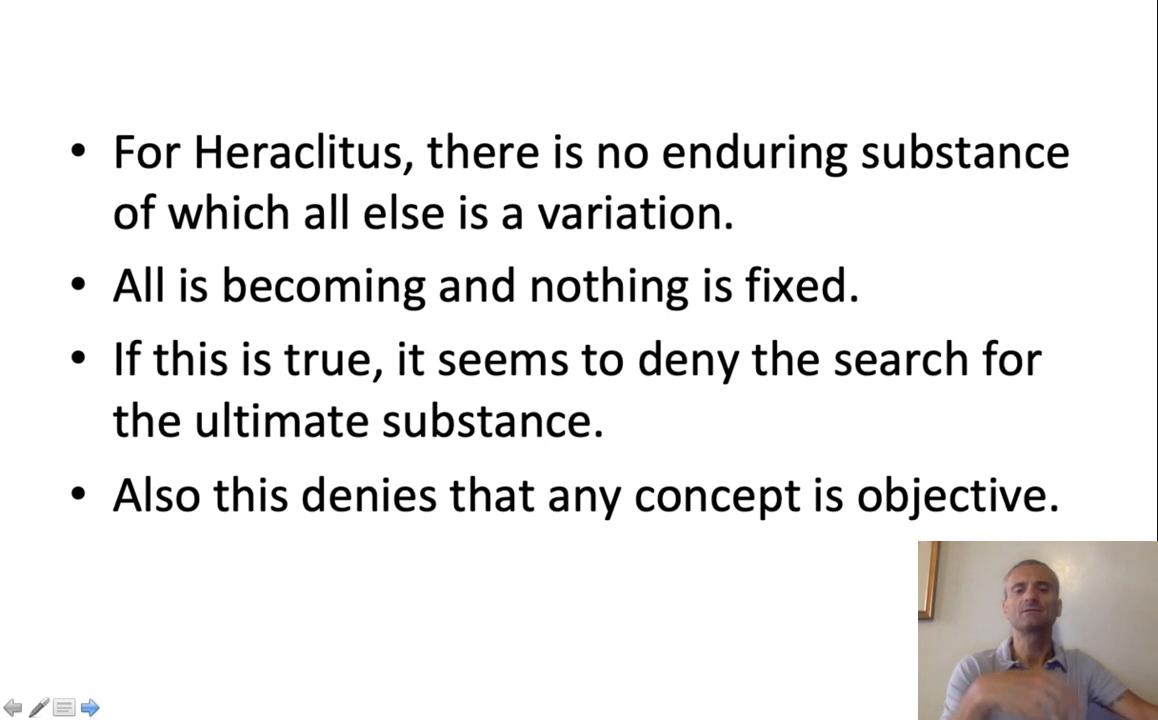 • For Heraclitus, there is no enduring substance
of which all else is a variation.
• All is becoming and nothing is fixed.
• If this is true, it seems to deny the search for
the ultimate substance.
• Also this denies that any concept is objective.